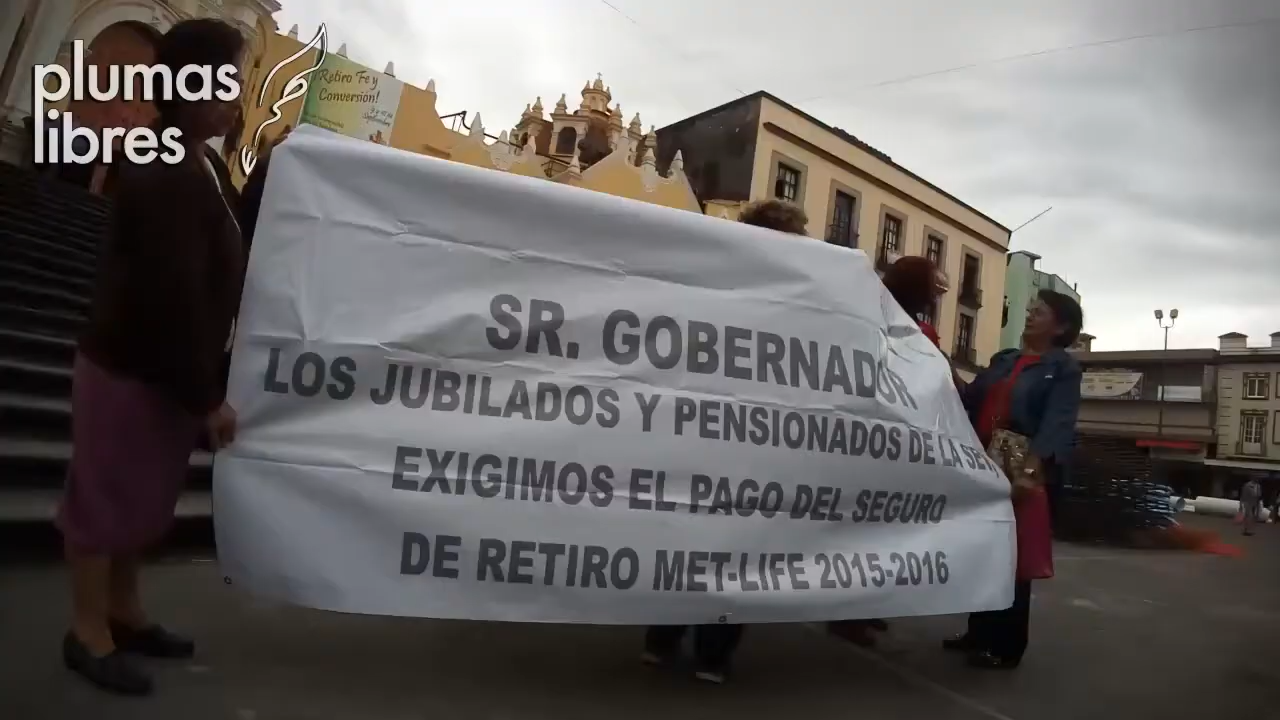 plumas
libres
Retiro Fe y
Conversión!
SR. GOBERNADOR
LOS JUBILADOS Y PENSIONADOS DE LA SEV,
EXIGIMOS EL PAGO DEL SEGURO
DE RETIRO MET-LIFE 2015-2016